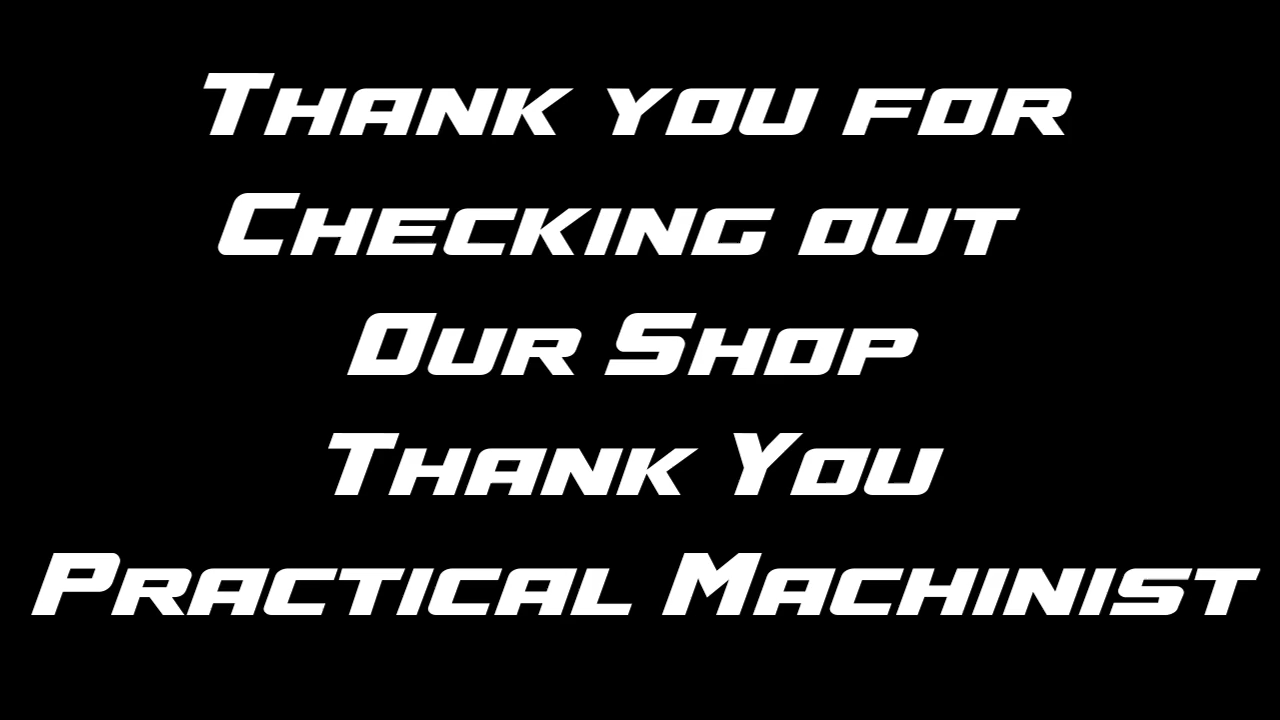 Thank you for
Checking out
Our Shop
Thank You
Practical Machinist